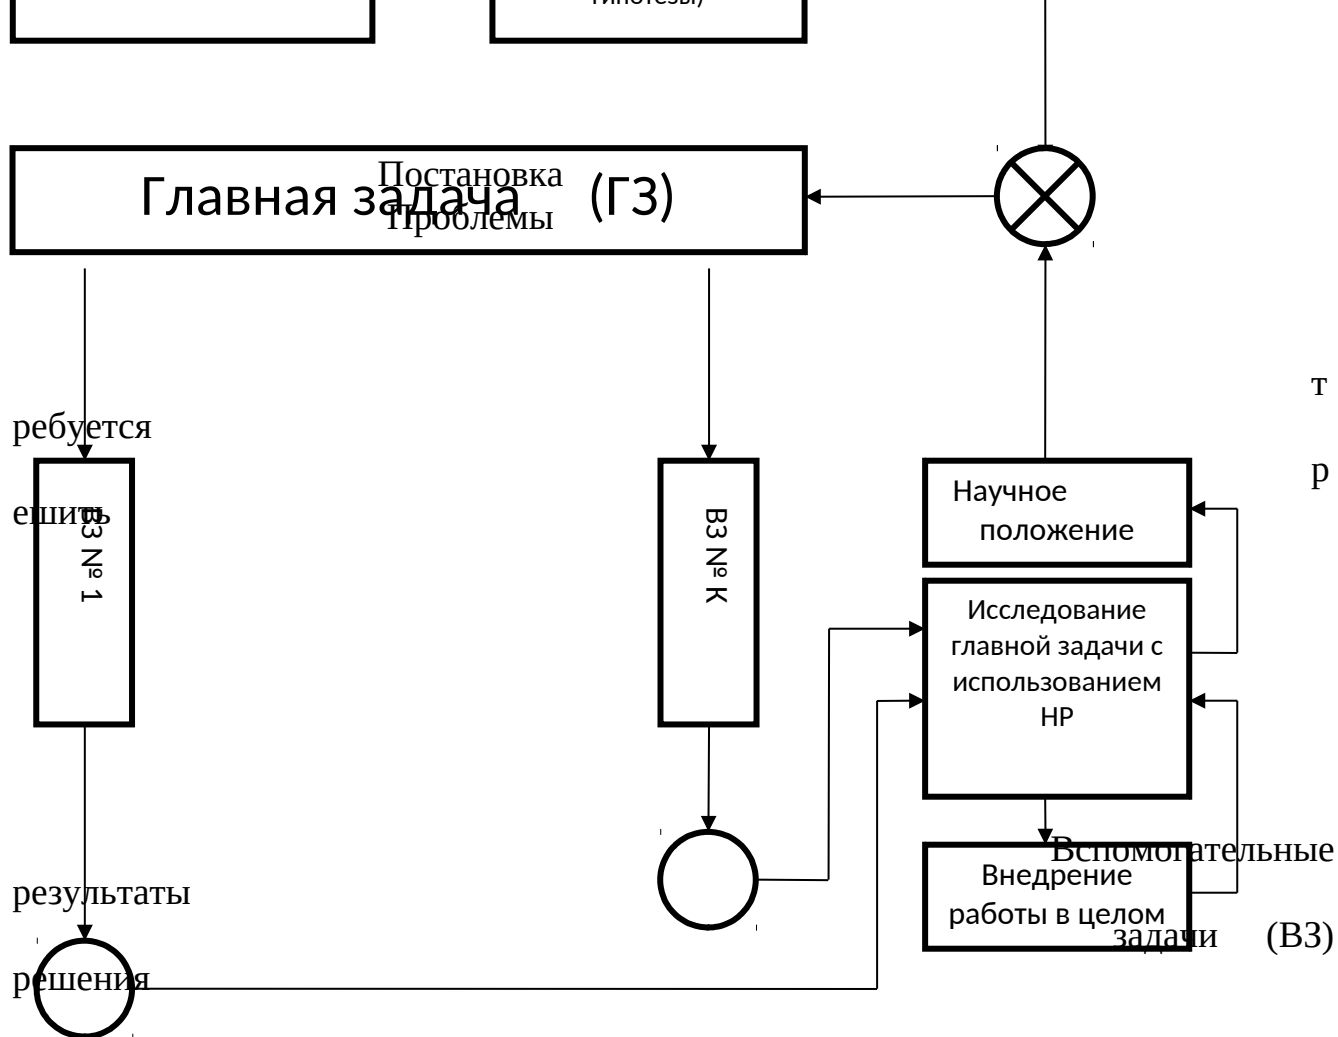 гипотезы)
Постановка
Главная задача (ГЗ)
Проблемы
т
ребуется
р
ешить
ВЗ № 1
ВЗ № К
Научное
положение
Исследование
главной задачи с
использованием
НР
Вспомогательные
Внедрение
работы в целом
задачи (ВЗ)
результаты
решения